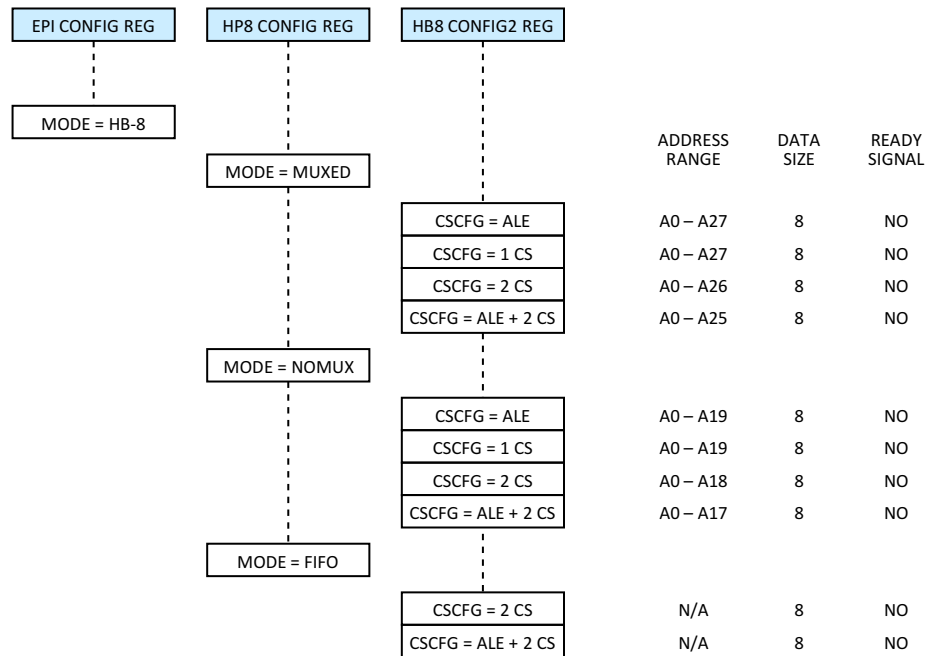 EPI CONFIG REG HP8 CONFIG REG HB8 CONFIG2 REG
MODE = HB-8
ADDRESS DATA READY
RANGE SIZE SIGNAL
MODE = MUXED
CSCFG = ALE A0 – A27 8 NO
CSCFG = 1 CS A0 – A27 8 NO
CSCFG = 2 CS A0 – A26 8 NO
CSCFG = ALE + 2 CS A0 – A25 8 NO
MODE = NOMUX
CSCFG = ALE A0 – A19 8 NO
CSCFG = 1 CS A0 – A19 8 NO
CSCFG = 2 CS A0 – A18 8 NO
CSCFG = ALE + 2 CS A0 – A17 8 NO
MODE = FIFO
CSCFG = 2 CS N/A 8 NO
CSCFG = ALE + 2 CS N/A 8 NO